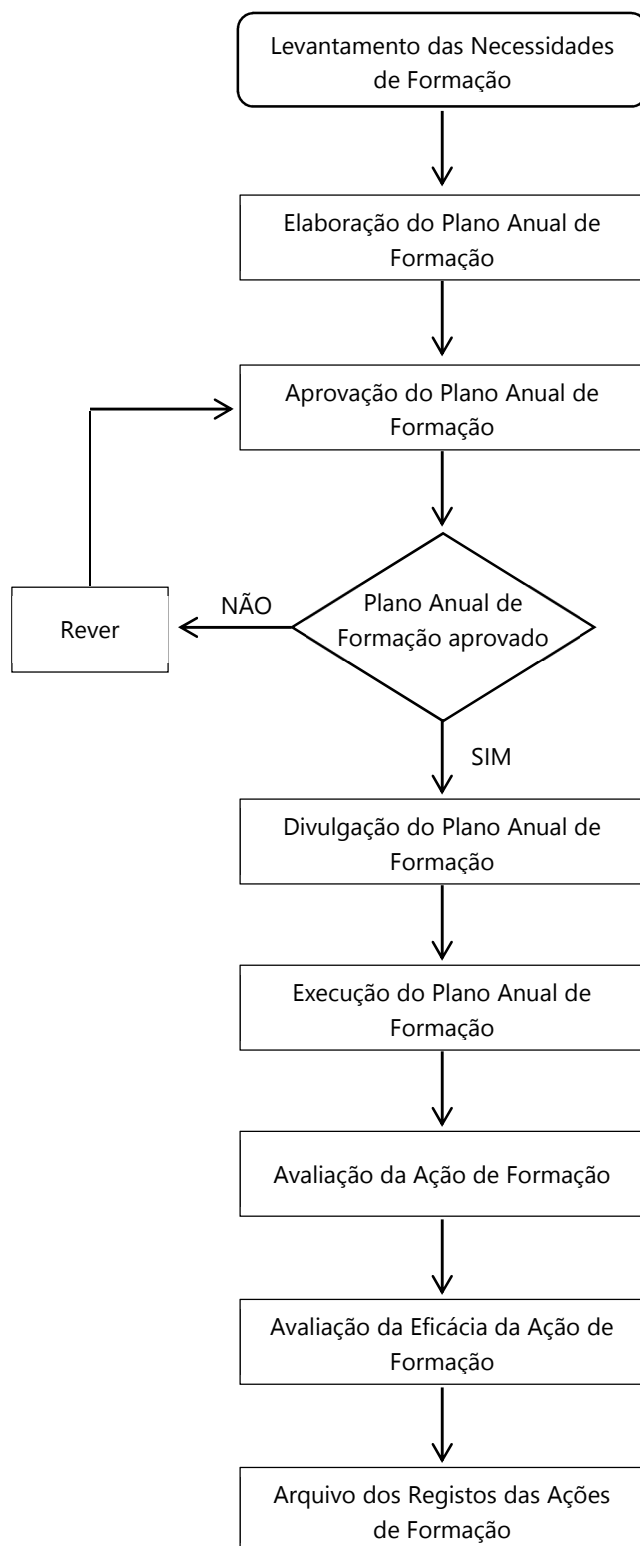 Levantamento das Necessidades
de Formação
Elaboração do Plano Anual de
Formação
Aprovação do Plano Anual de
Formação
Plano Anual de
Formação aprovado
NÃO
Rever
SIM
Divulgação do Plano Anual de
Formação
Execução do Plano Anual de
Formação
Avaliação da Ação de Formação
Avaliação da Eficácia da Ação de
Formação
Arquivo dos Registos das Ações
de Formação